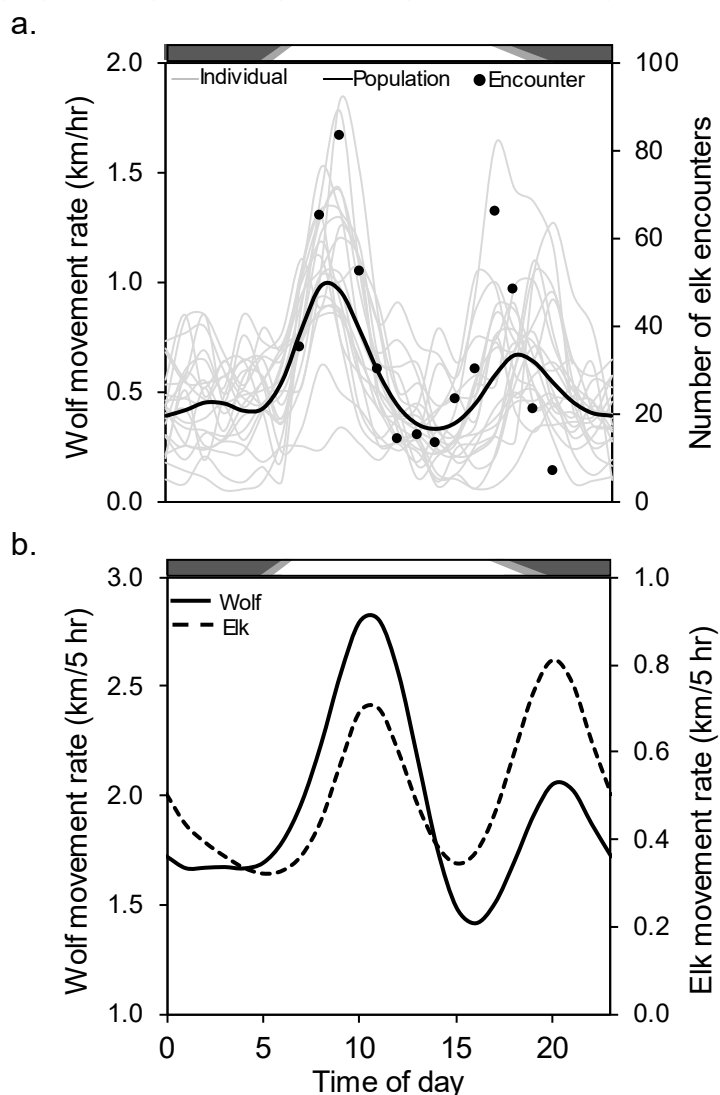 a.
Individual Population Encounter
Wolf movement rate (km/hr)
2.0
1.5
1.0
0.5
0.0
100
80
60
40
20
0
Number of elk encounters
b.
Wolf
Elk
Wolf movement rate (km/5 hr)
3.0
2.5
2.0
1.5
1.0
1.0
0.8
0.6
0.4
0.2
0.0
Elk movement rate (km/5 hr)
0 5 10 15 20
Time of day